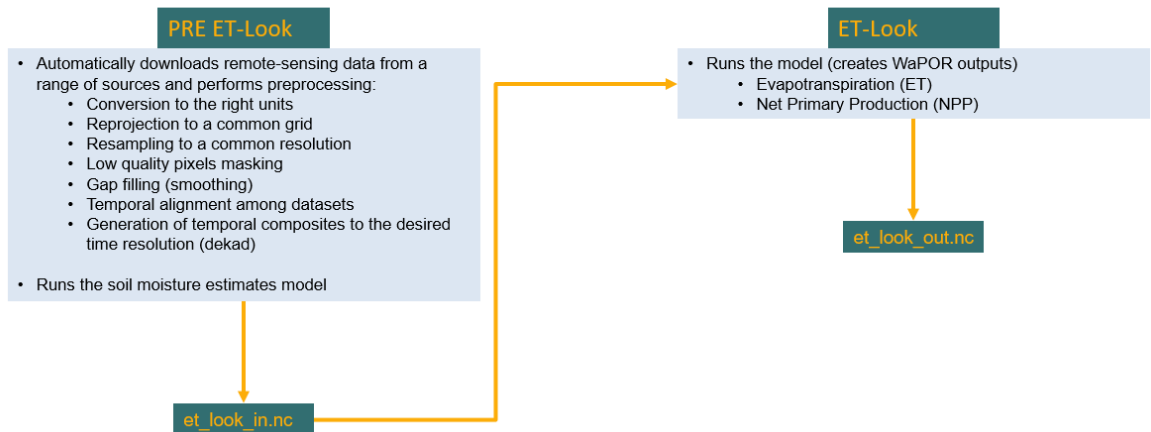 PRE ET-Look
• Automatically downloads remote-sensing data from a
range of sources and performs preprocessing:
• Conversion to the right units
• Reprojection to a common grid
• Resampling to a common resolution
• Low quality pixels masking
• Gap filling (smoothing)
• Temporal alignment among datasets
• Generation of temporal composites to the desired
time resolution (dekad)
• Runs the soil moisture estimates model
et_look_in.nc
ET-Look
• Runs the model (creates WaPOR outputs)
• Evapotranspiration (ET)
• Net Primary Production (NPP)
et_look_out.nc